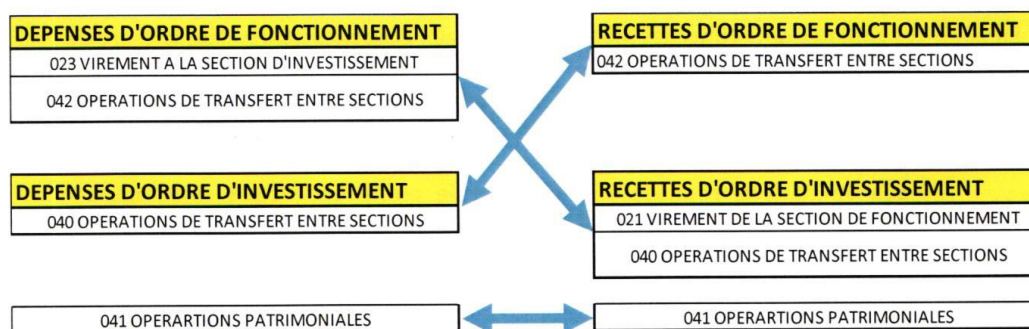 DEPENSES D'ORDRE DE FONCTIONNEMENT
023 VIREMENT A LA SECTION D'INVESTISSEMENT
042 OPERATIONS DE TRANSFERT ENTRE SECTIONS
RECETTES D'ORDRE DE FONCTIONNEMENT
042 OPERATIONS DE TRANSFERT ENTRE SECTIONS
DEPENSES D'ORDRE D'INVESTISSEMENT
040 OPERATIONS DE TRANSFERT ENTRE SECTIONS
RECETTES D'ORDRE D'INVESTISSEMENT
021 VIREMENT DE LA SECTION DE FONCTIONNEMENT
040 OPERATIONS DE TRANSFERT ENTRE SECTIONS
041 OPERARTIONS PATRIMONIALES
041 OPERARTIONS PATRIMONIALES